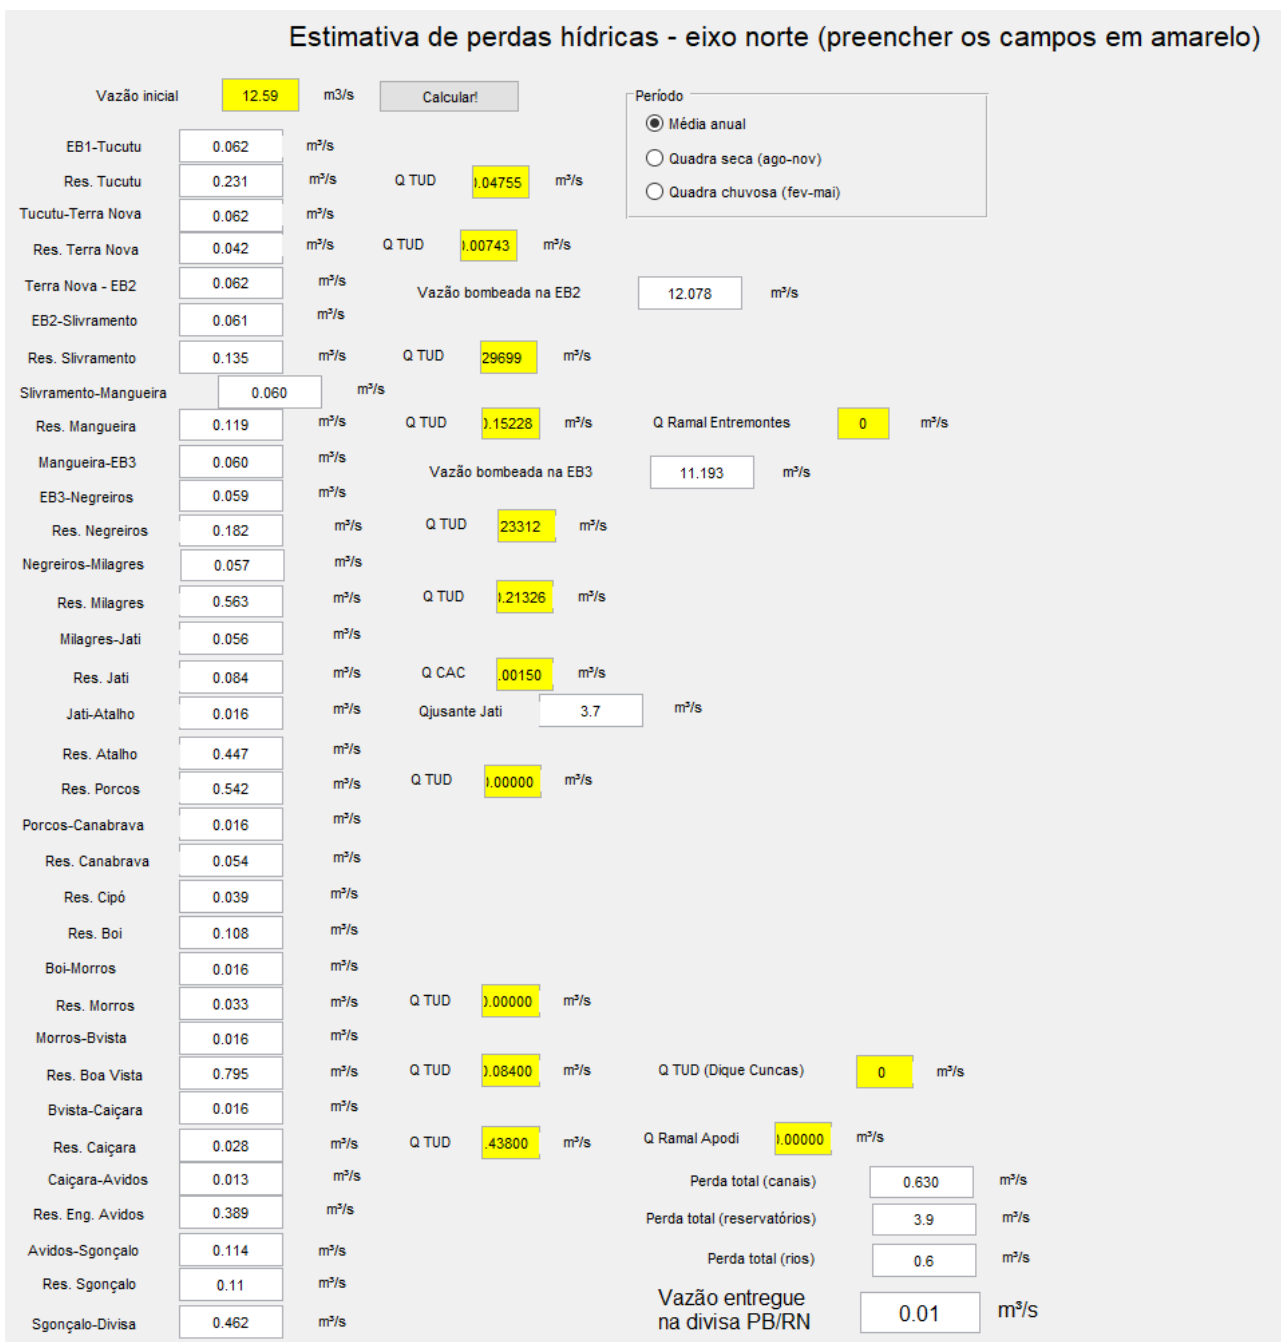 Estimativa de perdas hídricas - eixo norte (preencher os campos em amarelo)
Vazão inicial 12.59 m3/s Calcular! Período
Média anual
EB1-Tucutu 0.062 m³/s
Quadra seca (ago-nov)
Res. Tucutu 0.231 m³/s Q TUD .04755 m³/s
Quadra chuvosa (fev-mai)
Tucutu-Terra Nova 0.062 m³/s
Res. Terra Nova 0.042 m³/s Q TUD .00743 m³/s
Terra Nova - EB2 0.062 m³/s Vazão bombeada na EB2 12.078 m³/s
EB2-Slivramento 0.061 m³/s
Res. Slivramento 0.135 m³/s Q TUD 29699 m³/s
Slivramento-Mangueira 0.060 m³/s
Res. Mangueira 0.119 m³/s Q TUD .15228 m³/s Q Ramal Entremontes 0 m³/s
Mangueira-EB3 0.060 m³/s Vazão bombeada na EB3 11.193 m³/s
EB3-Negreiros 0.059 m³/s
Res. Negreiros 0.182 m³/s Q TUD 23312 m³/s
Negreiros-Milagres 0.057 m³/s
Res. Milagres 0.563 m³/s Q TUD .21326 m³/s
Milagres-Jati 0.056 m³/s
Res. Jati 0.084 m³/s Q CAC .00150 m³/s
Jati-Atalho 0.016 m³/s Qjusante Jati 3.7 m³/s
Res. Atalho 0.447 m³/s
Res. Porcos 0.542 m³/s Q TUD .00000 m³/s
Porcos-Canabrava 0.016 m³/s
Res. Canabrava 0.054 m³/s
Res. Cipó 0.039 m³/s
Res. Boi 0.108 m³/s
Boi-Morros 0.016 m³/s
Res. Morros 0.033 m³/s Q TUD .00000 m³/s
Morros-Bvista 0.016 m³/s
Res. Boa Vista 0.795 m³/s Q TUD .08400 m³/s Q TUD (Dique Cuncas) 0 m³/s
Bvista-Caiçara 0.016 m³/s
Res. Caiçara 0.028 m³/s Q TUD .43800 m³/s Q Ramal Apodi .00000 m³/s
Caiçara-Avidos 0.013 m³/s Perda total (canais) 0.630 m³/s
Res. Eng. Avidos 0.389 m³/s Perda total (reservatórios) 3.9 m³/s
Avidos-Sgonçalo 0.114 m³/s Perda total (rios) 0.6 m³/s
Res. Sgonçalo 0.11 m³/s
Sgonçalo-Divisa 0.462 m³/s
Vazão entregue
na divisa PB/RN 0.01 m³/s